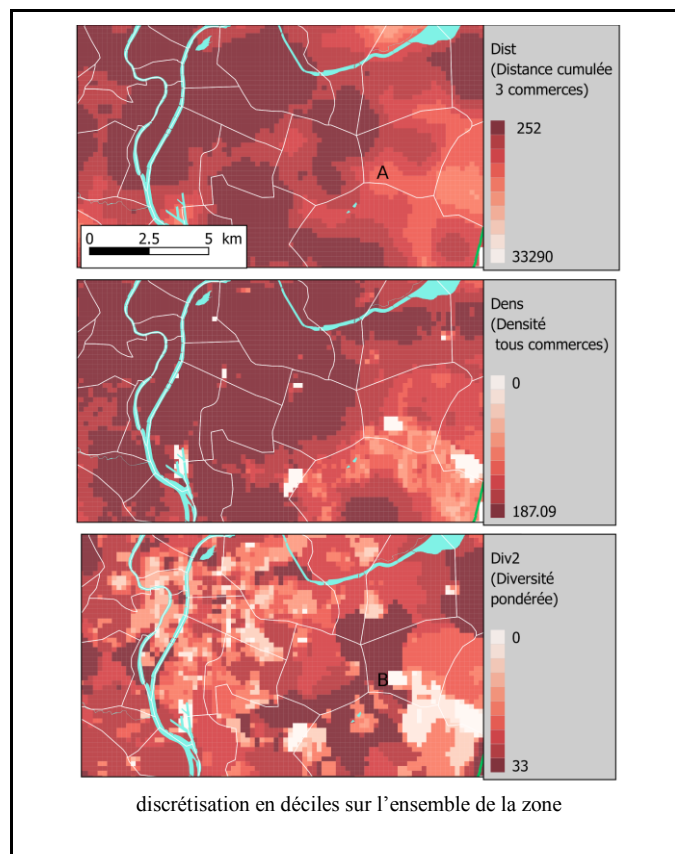 Dist
(Distance cumulée
3 commerces)
252
33290
A
0 2.5 5 km
Dens
(Densité
tous commerces)
0
187.09
Div2
(Diversité
pondérée)
0
33
B
discrétisation en déciles sur l’ensemble de la zone